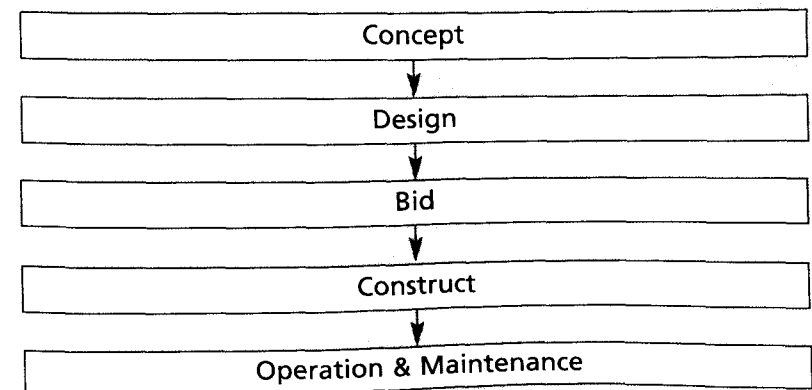 Concept
Design
Bid
Construct
Operation & Maintenance